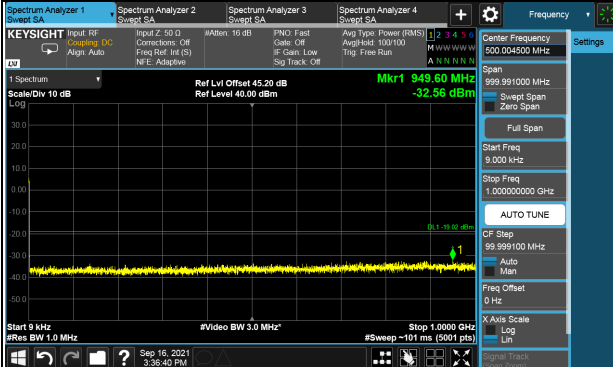 Spectrum Analyzer 1
Swept SA
Spectrum Analyzer 2
Swept SA
Spectrum Analyzer 3
Swept SA
Spectrum Analyzer 4
Swept SA
+
Frequency
Settings
KEYSIGHT
LXI
Input: RF
Coupling: DC
Align: Auto
Input Z: 50 Ω
Corrections: Off
Freq Ref: Int (S)
NFE: Adaptive
#Atten: 16 dB
PNO: Fast
Gate: Off
IF Gain: Low
Sig Track: Off
Avg Type: Power (RMS)
Avg|Hold: 100/100
Trig: Free Run
1 2 3 4 5 6
M W W W W W
A N N N N N
1 Spectrum
Scale/Div 10 dB
Log
Ref Lvl Offset 45.20 dB
Ref Level 40.00 dBm
Mkr1 949.60 MHz
-32.56 dBm
30.0
20.0
10.0
0.00
-10.0
-20.0
-30.0
-40.0
-50.0
DL1 -19.02 dBm
1
Start 9 kHz
#Res BW 1.0 MHz
#Video BW 3.0 MHz*
Stop 1.0000 GHz
#Sweep ~101 ms (5001 pts)
?
Sep 16, 2021
3:36:40 PM
Center Frequency
500.004500 MHz
Span
999.991000 MHz
Swept Span
Zero Span
Full Span
Start Freq
9.000 kHz
Stop Freq
1.000000000 GHz
AUTO TUNE
CF Step
99.999100 MHz
Auto
Man
Freq Offset
0 Hz
X Axis Scale
Log
Lin
Signal Track
(Span Zoom)